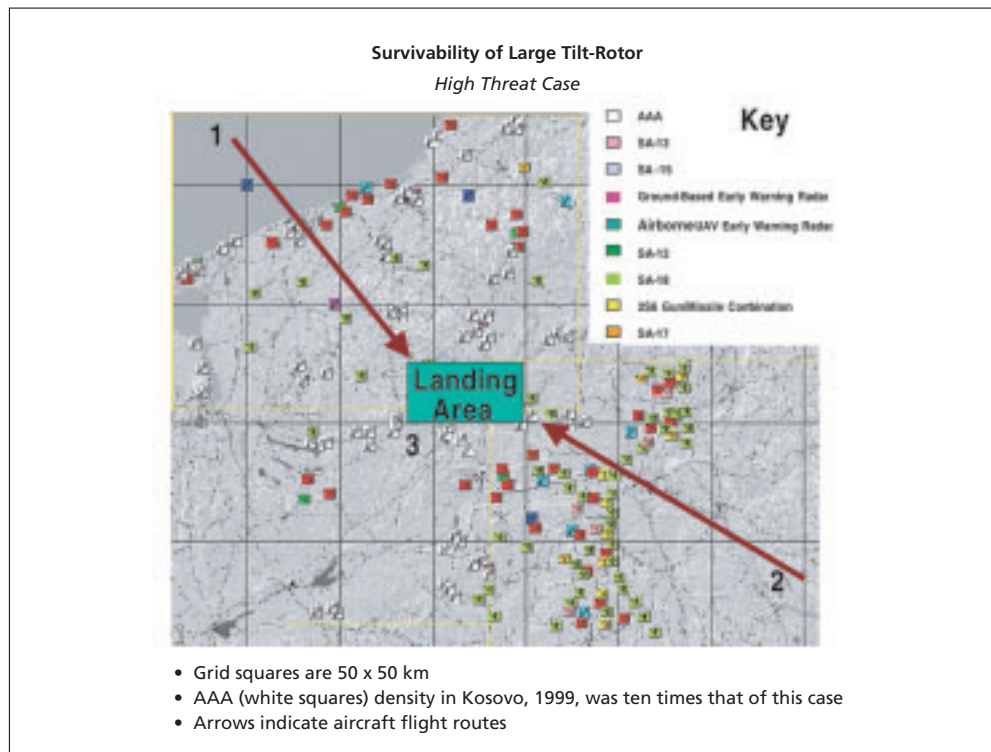 Survivability of Large Tilt-Rotor
High Threat Case
Key
AAA
SA-13
SA-15
Ground-Based Early Warning Radar
Airborne/UAV Early Warning Radar
SA-12
SA-18
2S6 Gun/Missile Combination
SA-17
1
Landing
Area
3
2
• Grid squares are 50 x 50 km
• AAA (white squares) density in Kosovo, 1999, was ten times that of this case
• Arrows indicate aircraft flight routes